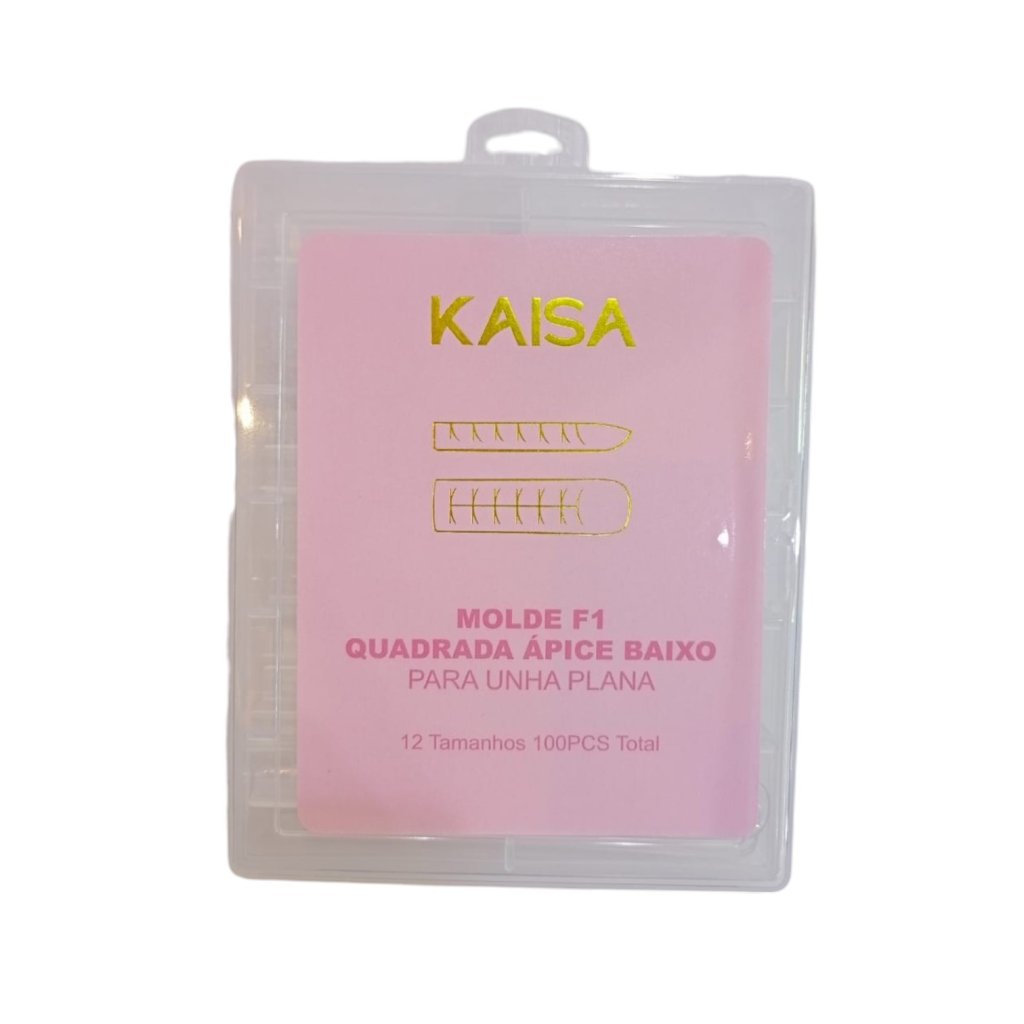 KAISA
MOLDE F1
QUADRADA ÁPICE BAIXO
PARA UNHA PLANA
12 Tamanhos 100PCS Total